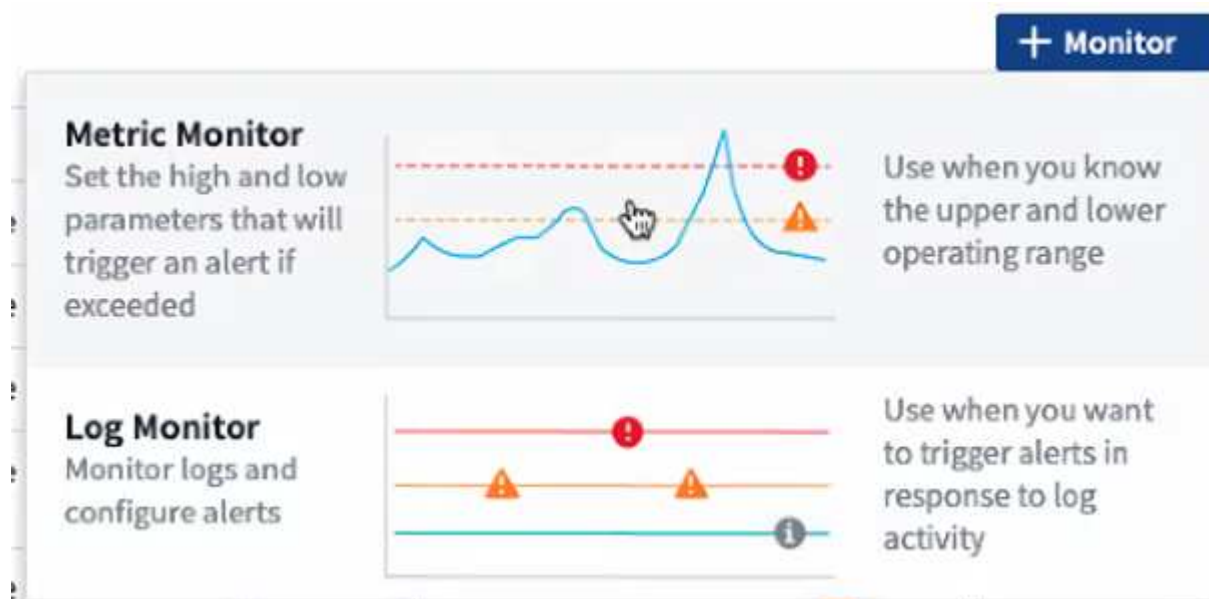 + Monitor
Metric Monitor
Set the high and low
parameters that will
trigger an alert if
exceeded
Use when you know
the upper and lower
operating range
Log Monitor
Monitor logs and
configure alerts
Use when you want
to trigger alerts in
response to log
activity